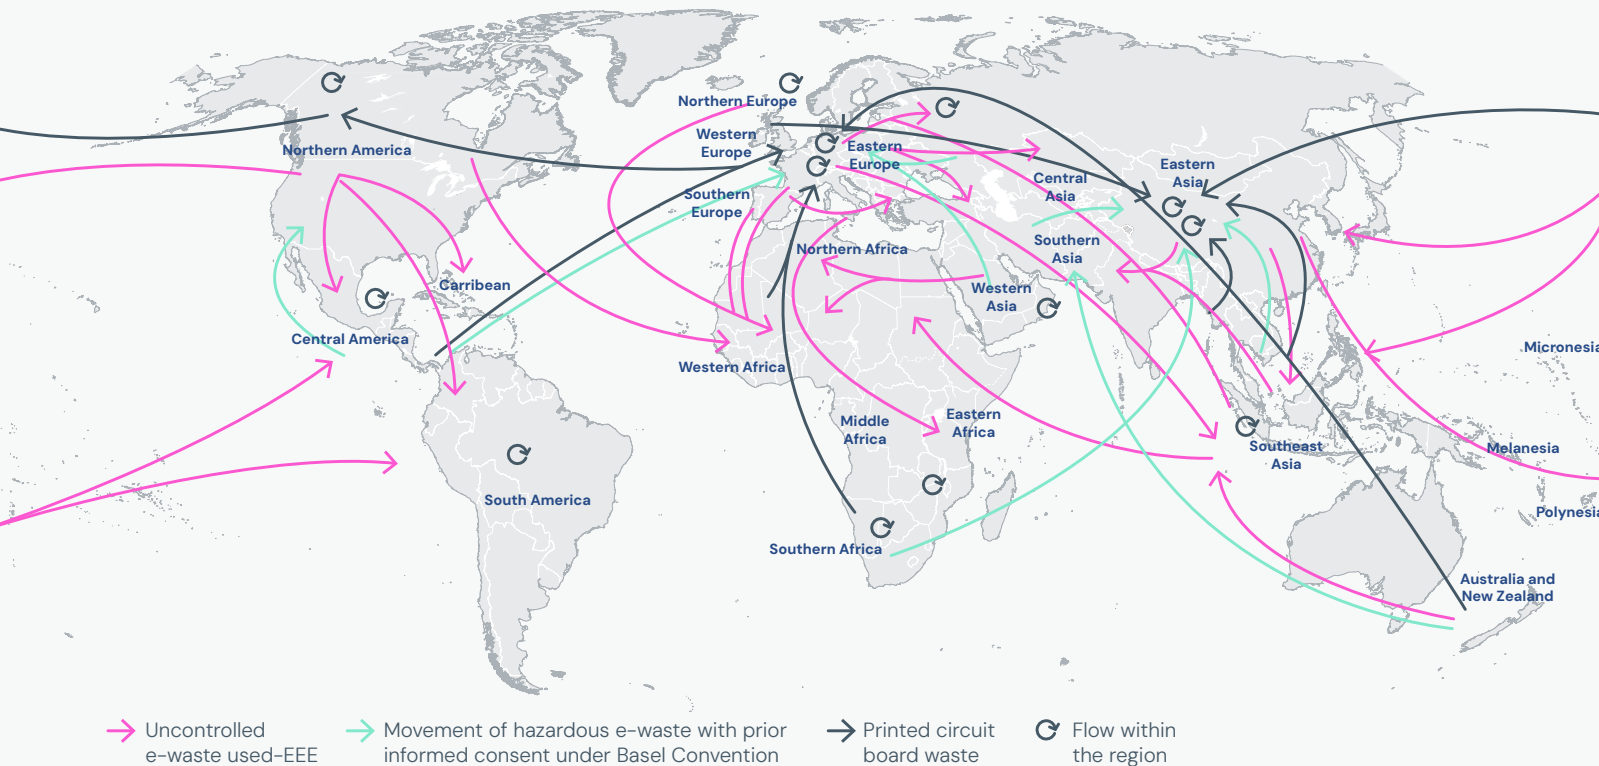 Northern Europe
Western
Europe
Northern America
Eastern
Europe
Eastern
Asia
Central
Asia
Southern
Europe
Southern
Asia
Northern Africa
Carribean
Western
Asia
Central America
Micronesia
Western Africa
Middle
Africa
Eastern
Africa
Southeast
Asia
Melanesia
South America
Polynesia
Southern Africa
Australia and
New Zealand
Uncontrolled
e-waste used-EEE
Movement of hazardous e-waste with prior
informed consent under Basel Convention
Printed circuit
board waste
Flow within
the region